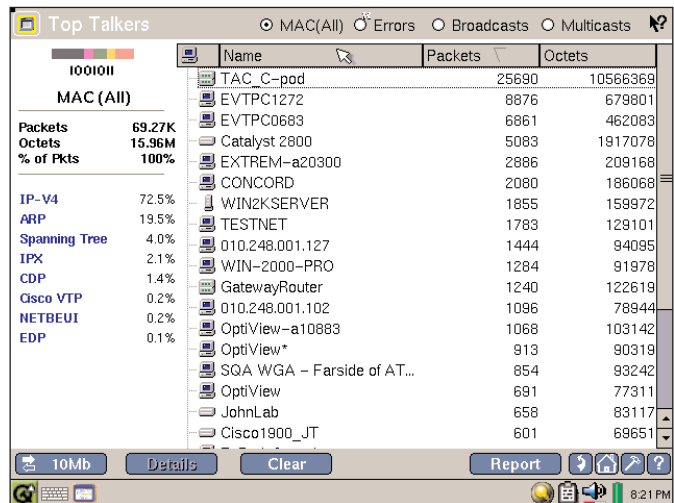 Top Talkers MAC(All) Errors Broadcasts Multicasts ?
Name Packets Octets
1001011
MAC (All)
Packets 69.27K
Octets 15.96M
% of Pkts 100%
IP-V4 72.5%
ARP 19.5%
Spanning Tree 4.0%
IPX 2.1%
CDP 1.4%
Cisco VTP 0.2%
NETBEUI 0.2%
EDP 0.1%
TAC_C-pod 25690 10566369
EVTPC1272 8876 679801
EVTPC0683 6861 462083
Catalyst 2800 5083 1917078
EXTREM-a20300 2886 209168
CONCORD 2080 186068
WIN2KSERVER 1855 159972
TESTNET 1783 129101
010.248.001.127 1444 94095
WIN-2000-PRO 1284 91978
GatewayRouter 1240 122619
010.248.001.102 1096 78944
OptiView-a10883 1068 103142
OptiView* 913 90319
SQA WGA - Farside of AT... 854 93242
OptiView 691 77311
JohnLab 658 83117
Cisco1900_JT 601 69651
10Mb Details Clear Report ?
8:21 PM